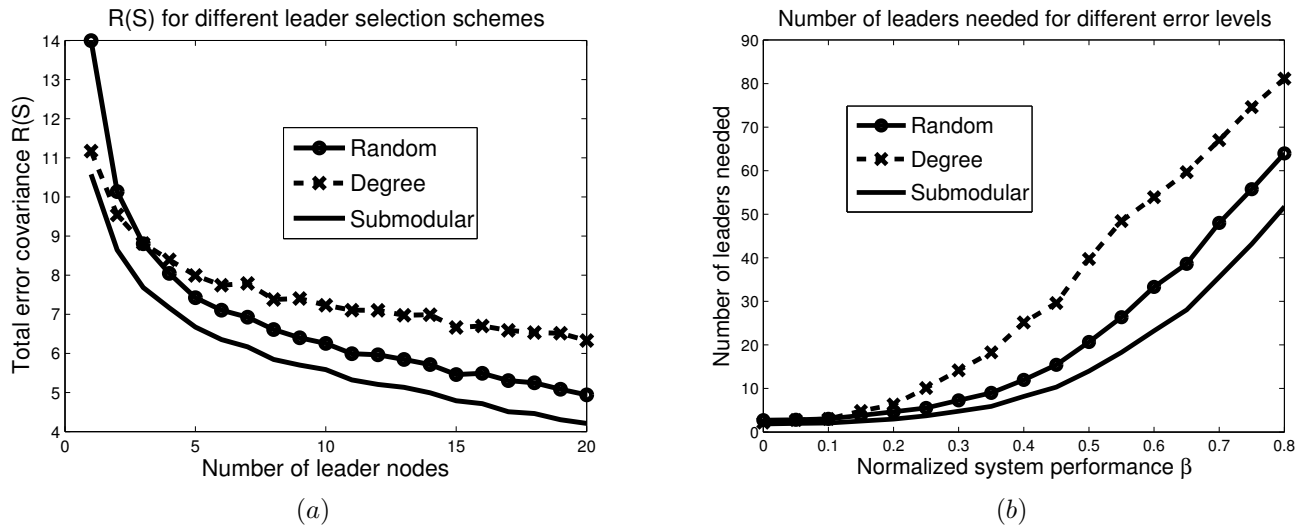 R(S) for different leader selection schemes
Total error covariance R(S)
14
13
12
11
10
9
8
7
6
5
4
Random
Degree
Submodular
0
5
10
15
20
Number of leader nodes
(a)
Number of leaders needed for different error levels
Number of leaders needed
90
80
70
60
50
40
30
20
10
0
Random
Degree
Submodular
0
0.1
0.2
0.3
0.4
0.5
0.6
0.7
0.8
Normalized system performance β
(b)